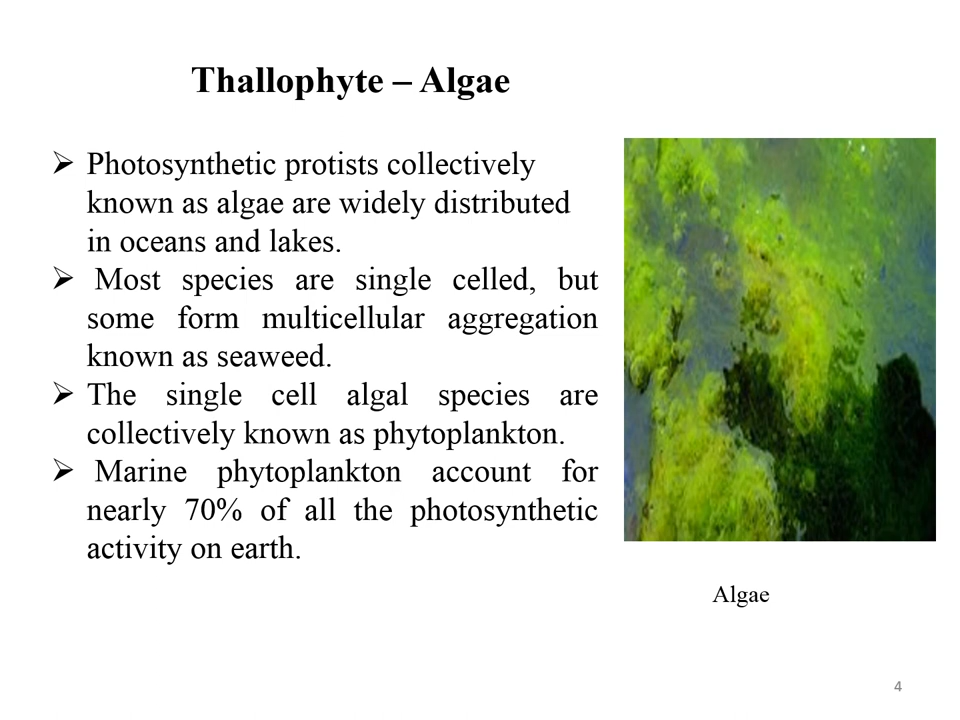 Thallophyte – Algae
➢ Photosynthetic protists collectively
known as algae are widely distributed
in oceans and lakes.
➢ Most species are single celled, but
some form multicellular aggregation
known as seaweed.
➢ The single cell algal species are
collectively known as phytoplankton.
➢ Marine phytoplankton account for
nearly 70% of all the photosynthetic
activity on earth.
Algae
4